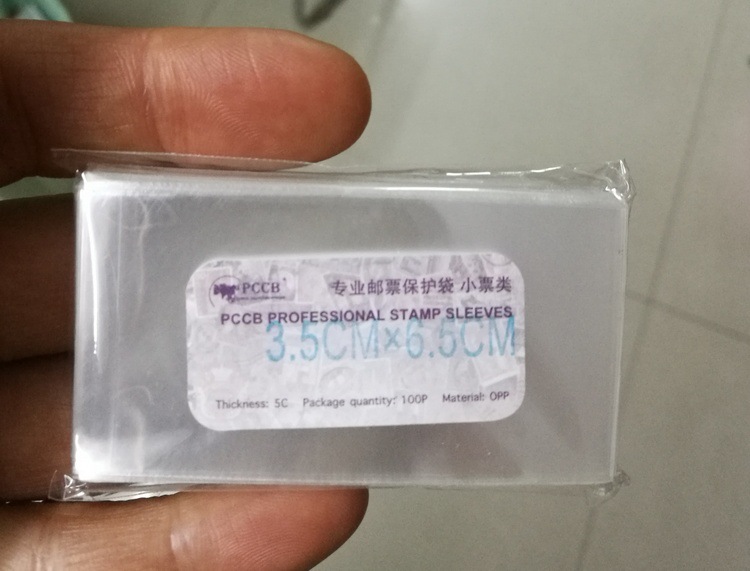 PCCB
专业邮票保护袋 小票类
PCCB PROFESSIONAL STAMP SLEEVES
3.5CM×6.5CM
Thickness: 5C Package quantity: 100P Material: OPP